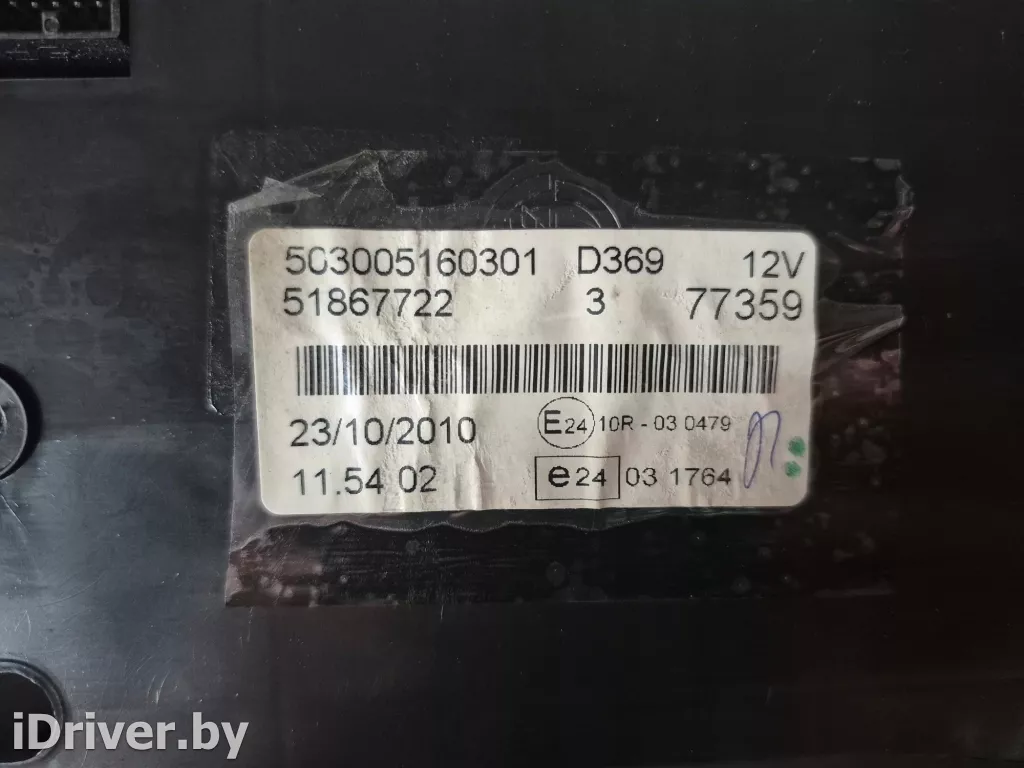 503005160301 D369 12V
51867722 3 77359
23/10/2010 E24 10R - 03 0479
11.54 02 e24 03 1764
iDriver.by